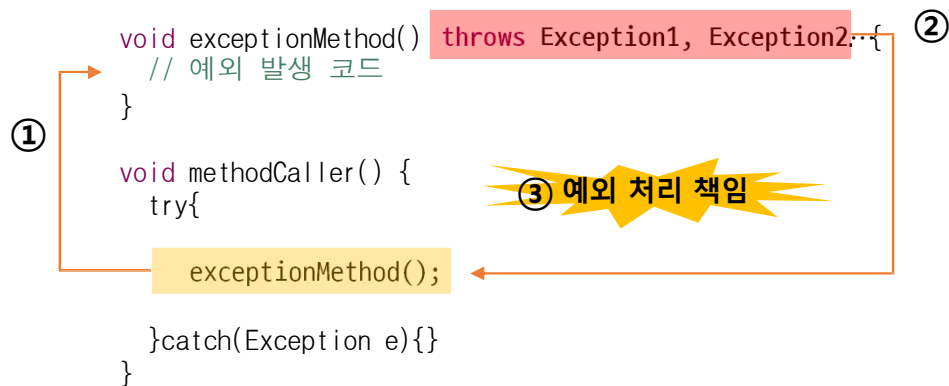 void exceptionMethod() throws Exception1, Exception2…{ ②
// 예외 발생 코드
}
①
void methodCaller() {
try{
③ 예외 처리 책임
exceptionMethod();
}catch(Exception e){}
}